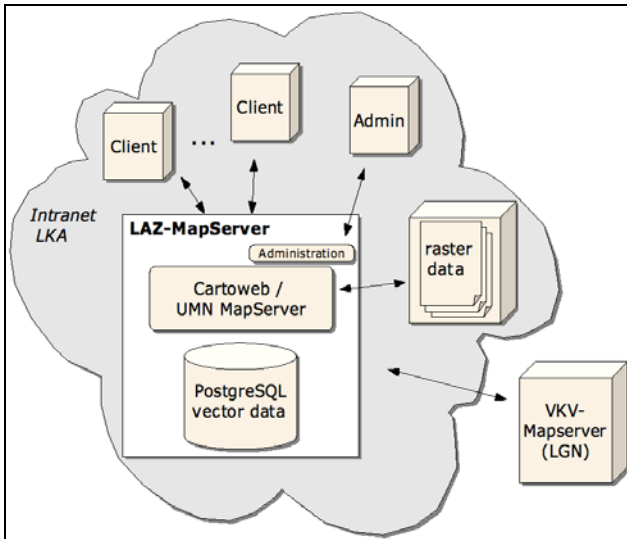 Client
Client
...
Admin
Intranet
LKA
LAZ-MapServer
Administration
Cartoweb /
UMN MapServer
raster
data
PostgreSQL
vector data
VKV-
Mapserver
(LGN)